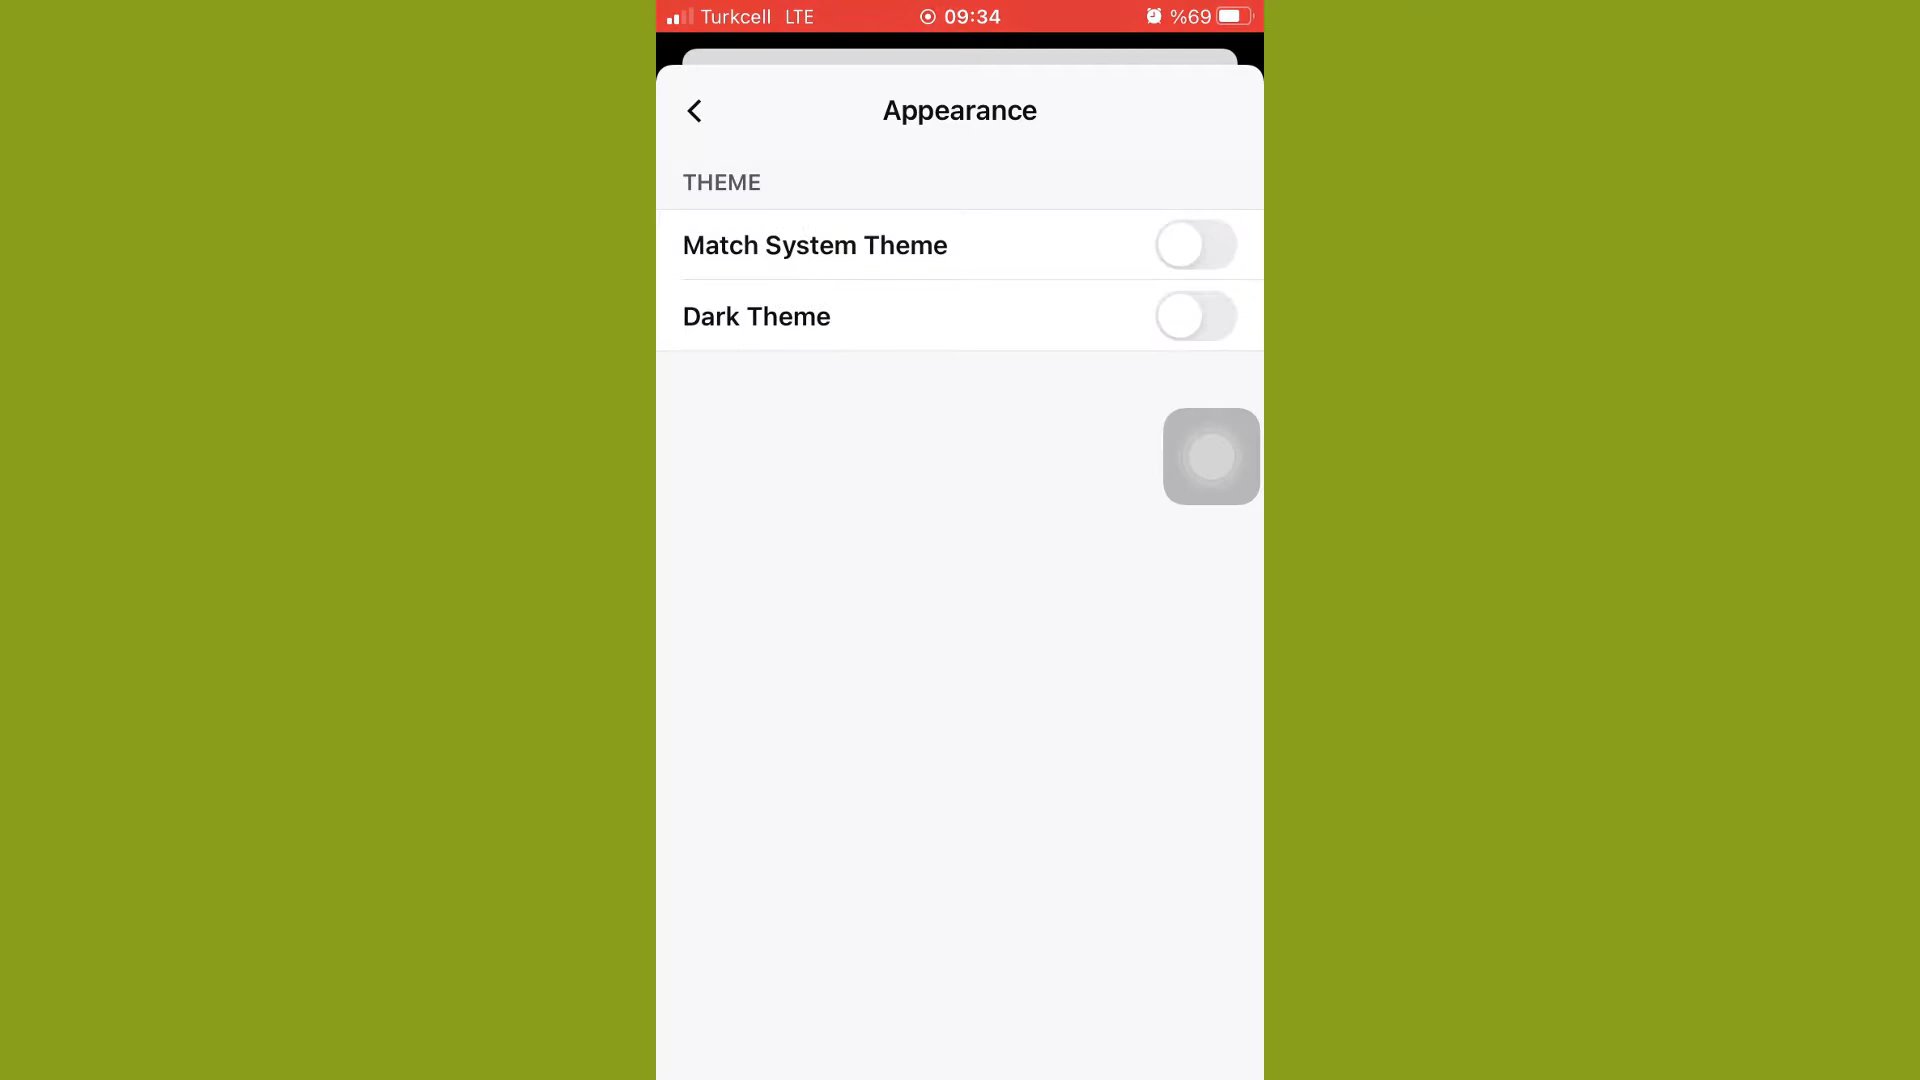 Turkcell LTE 09:34 %69
Appearance
THEME
Match System Theme
Dark Theme